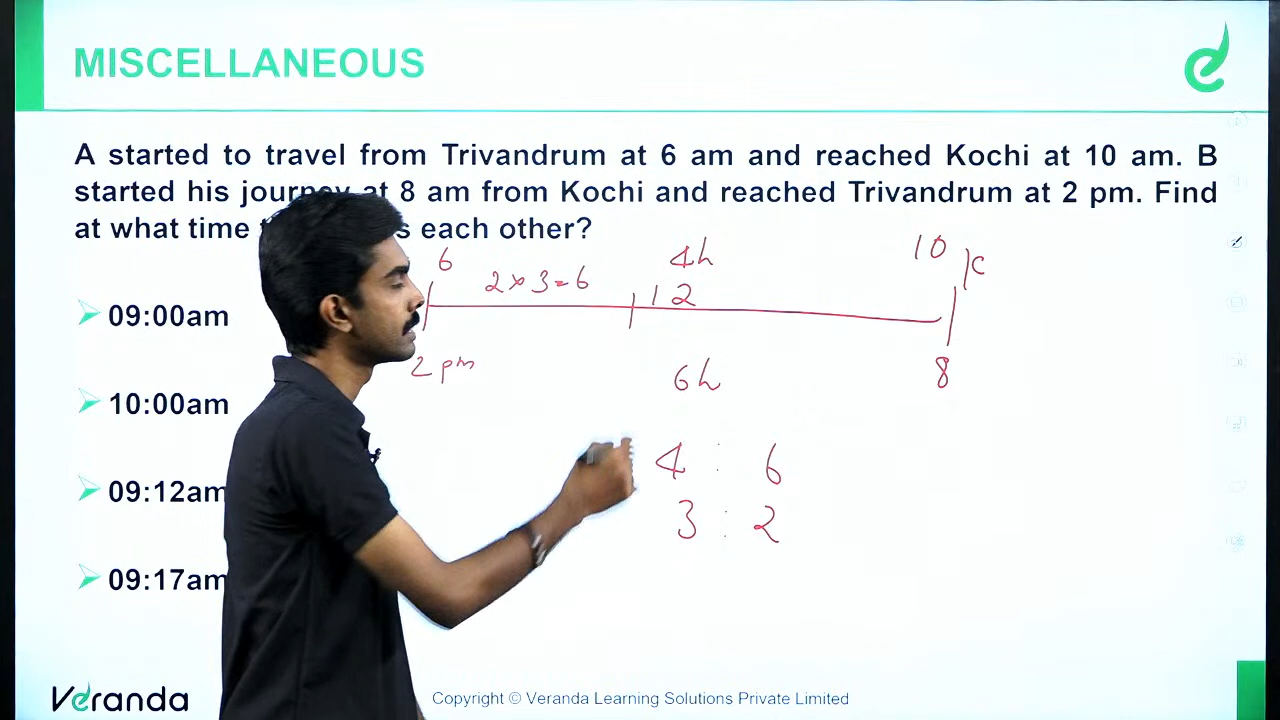 MISCELLANEOUS
A started to travel from Trivandrum at 6 am and reached Kochi at 10 am. B
started his journey at 8 am from Kochi and reached Trivandrum at 2 pm. Find
at what time each other?
6 4h 10
2 × 3 = 6 12 K
09:00am
2 pm 6h 8
10:00am
4 : 6
09:12am
3 : 2
09:17am
Veranda
Copyright © Veranda Learning Solutions Private Limited